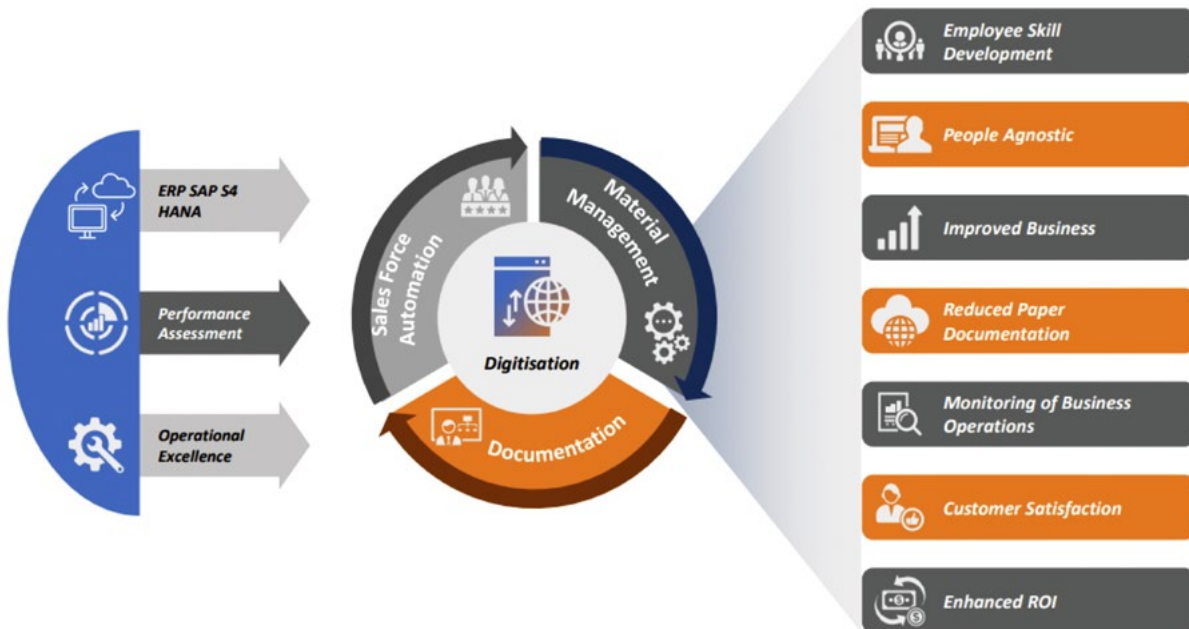 ERP SAP S4
HANA
Performance
Assessment
Operational
Excellence
Sales Force
Automation
Material
Management
Documentation
Digitisation
Employee Skill
Development
People Agnostic
Improved Business
Reduced Paper
Documentation
Monitoring of Business
Operations
Customer Satisfaction
Enhanced ROI